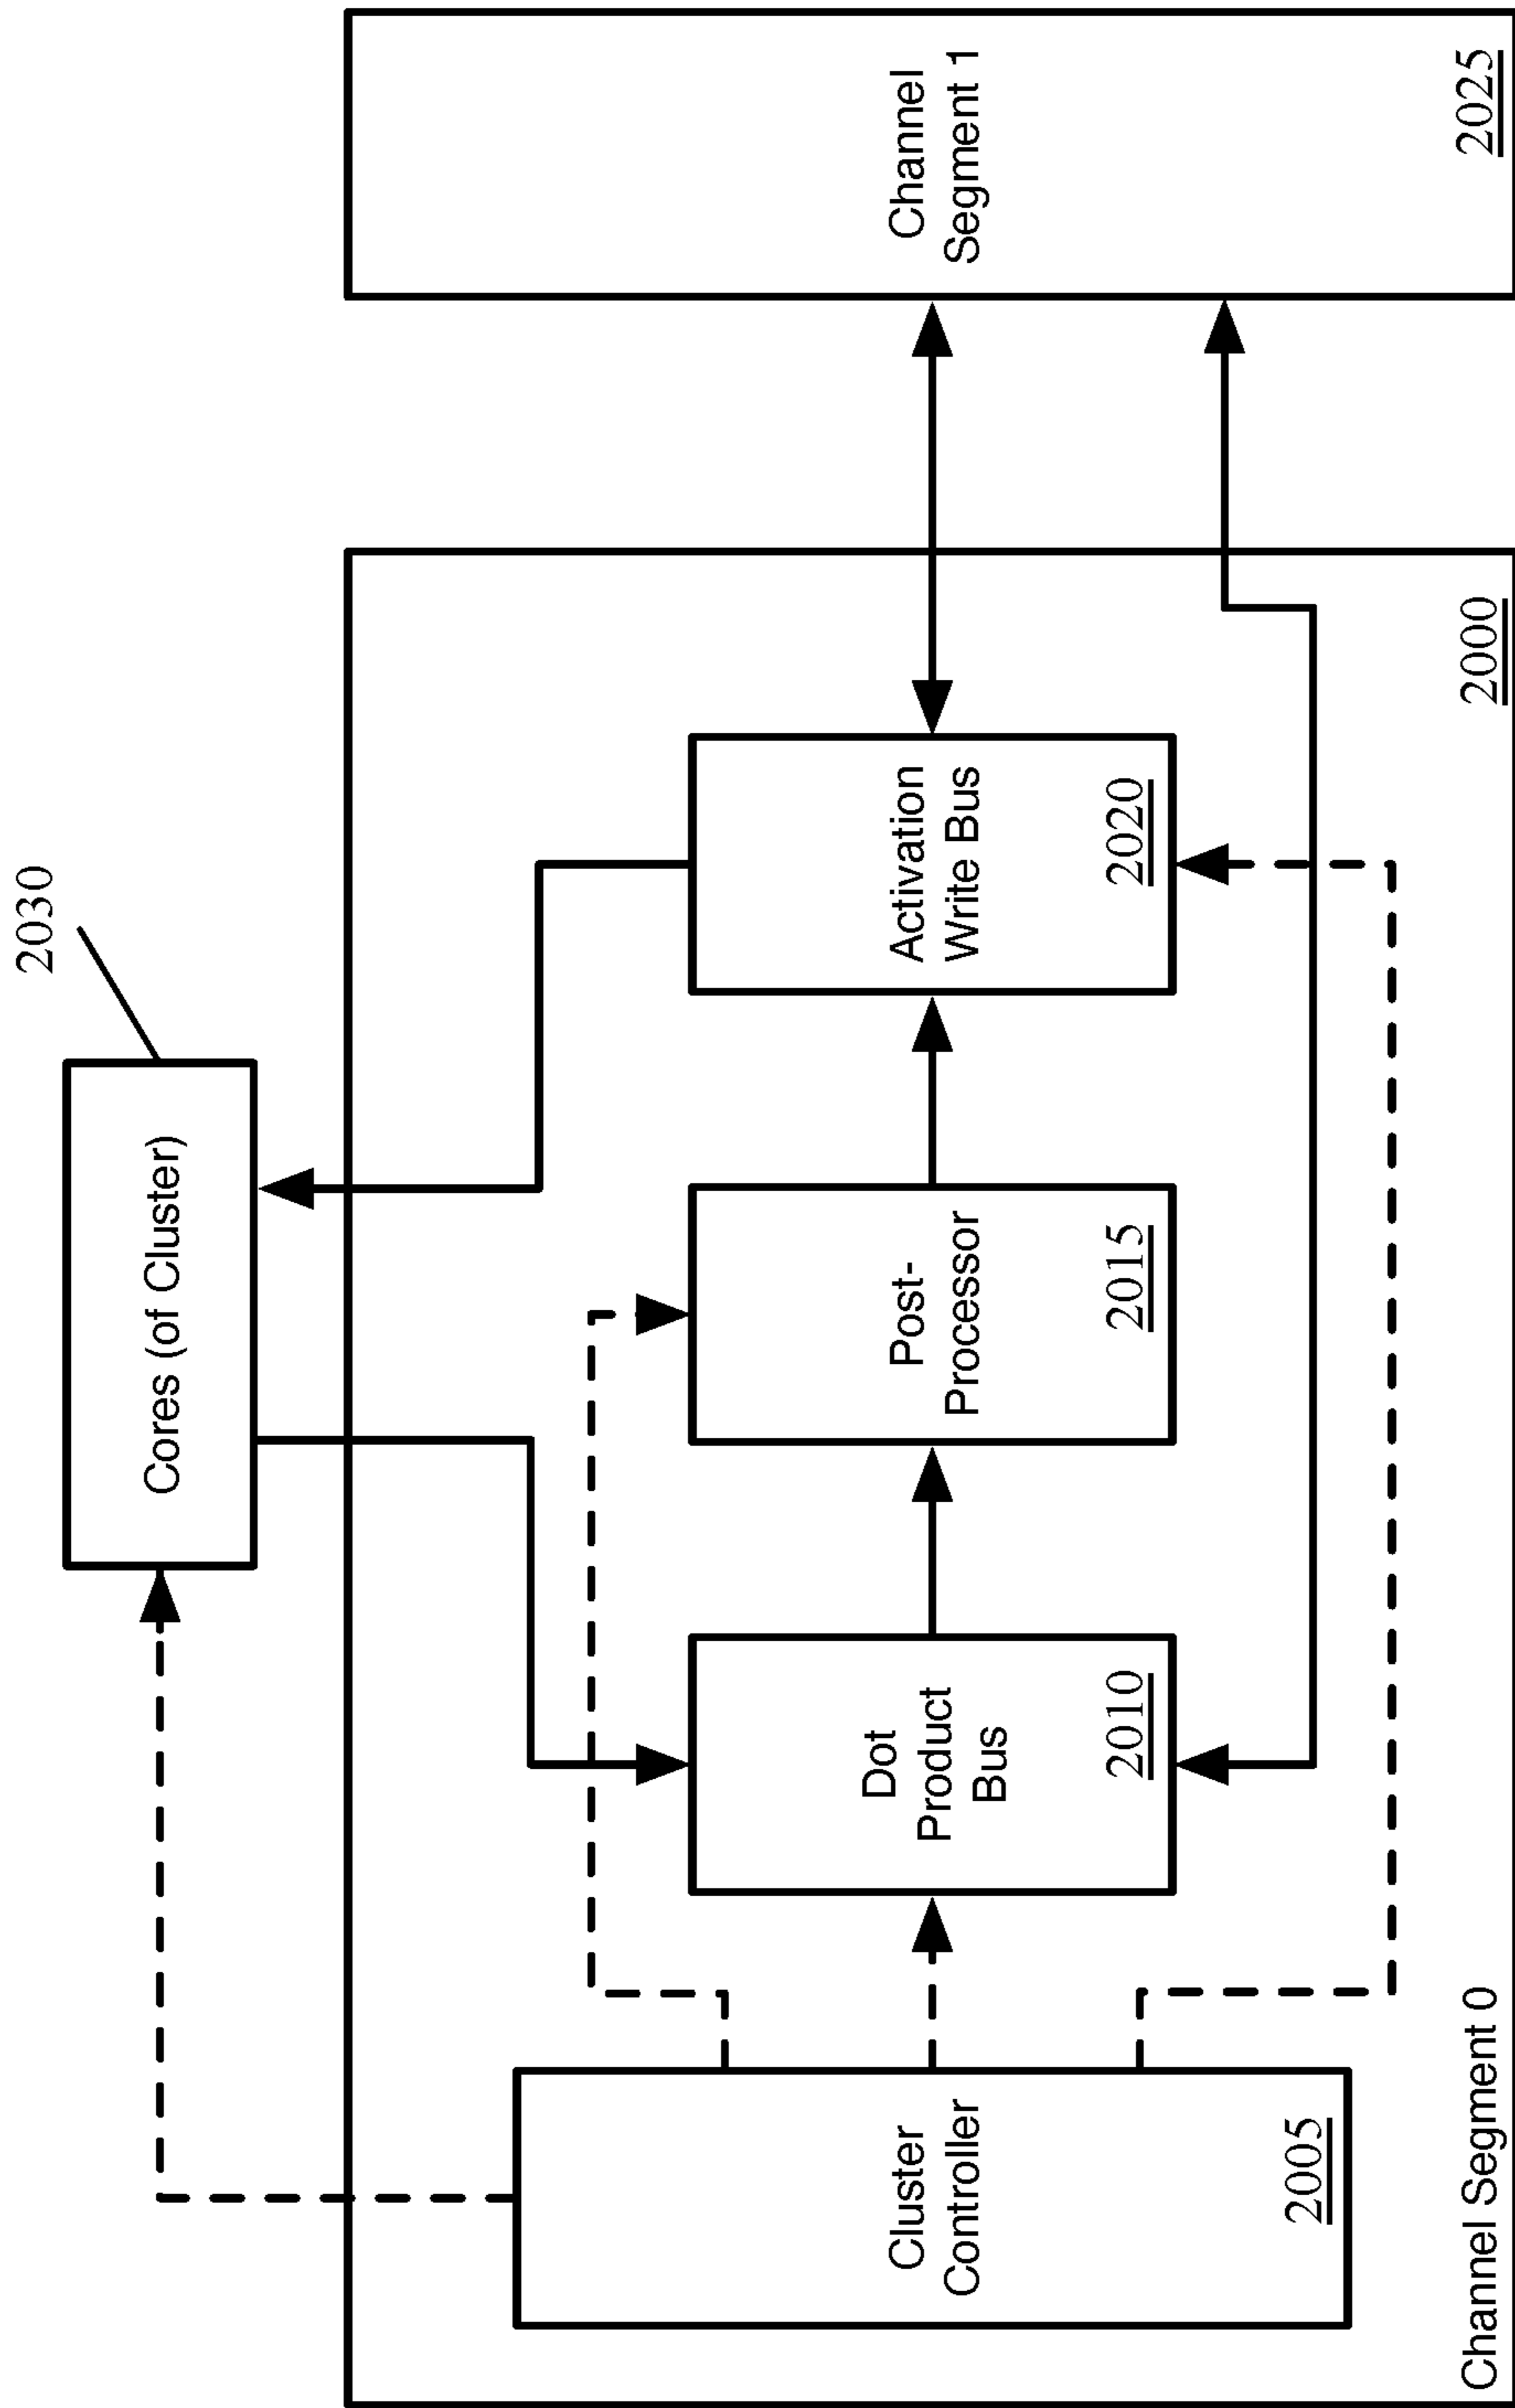 2030
Cores (of Cluster)
Cluster
Controller
2005
Dot
Product
Bus
2010
Post-
Processor
2015
Activation
Write Bus
2020
Channel
Segment 1
2025
Channel Segment 0
2000